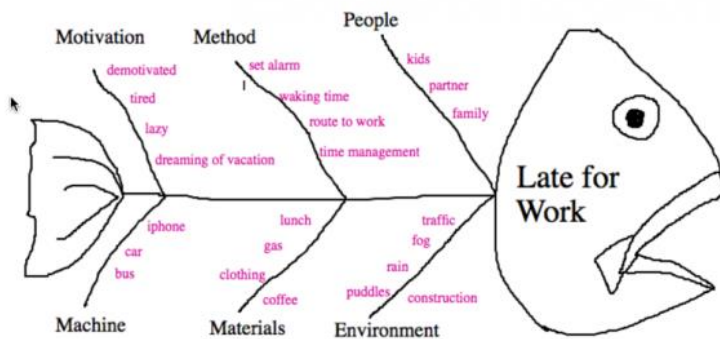 People
Motivation
Method
demotivated
tired
lazy
dreaming of vacation
set alarm
waking time
route to work
time management
kids
partner
family
Late for
Work
iphone
car
bus
lunch
gas
clothing
coffee
traffic
fog
rain
puddles
construction
Machine
Materials
Environment